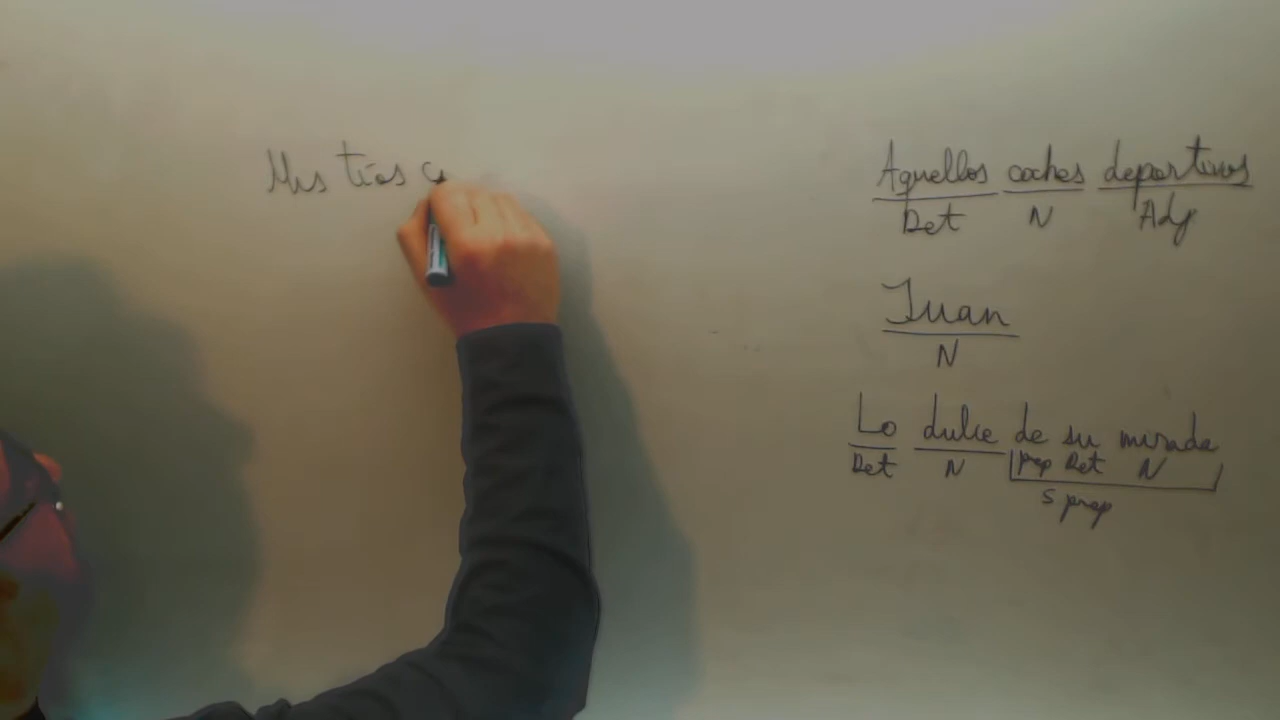 Mis tíos
Aquellos coches deportivos
Det N Adj
Juan
N
Lo dulce de su mirada
Det N prep Det N
S prep